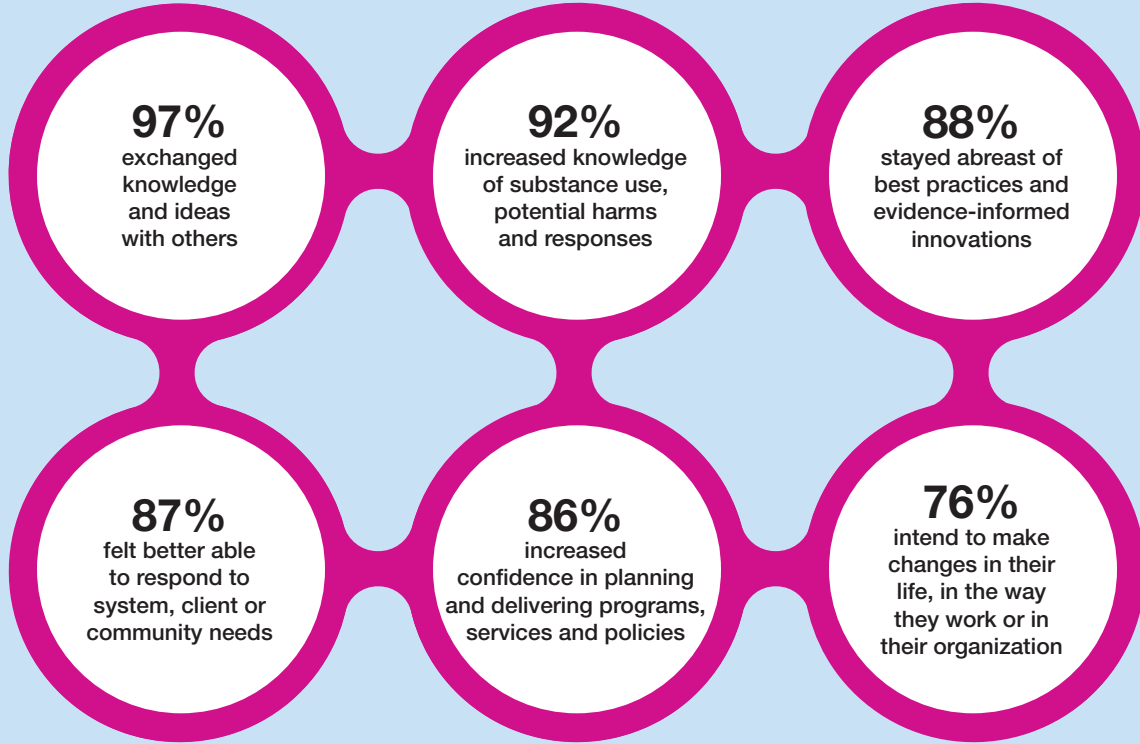 97%
exchanged
knowledge
and ideas
with others
92%
increased knowledge
of substance use,
potential harms
and responses
88%
stayed abreast of
best practices and
evidence-informed
innovations
87%
felt better able
to respond to
system, client or
community needs
86%
increased
confidence in planning
and delivering programs,
services and policies
76%
intend to make
changes in their
life, in the way
they work or in
their organization